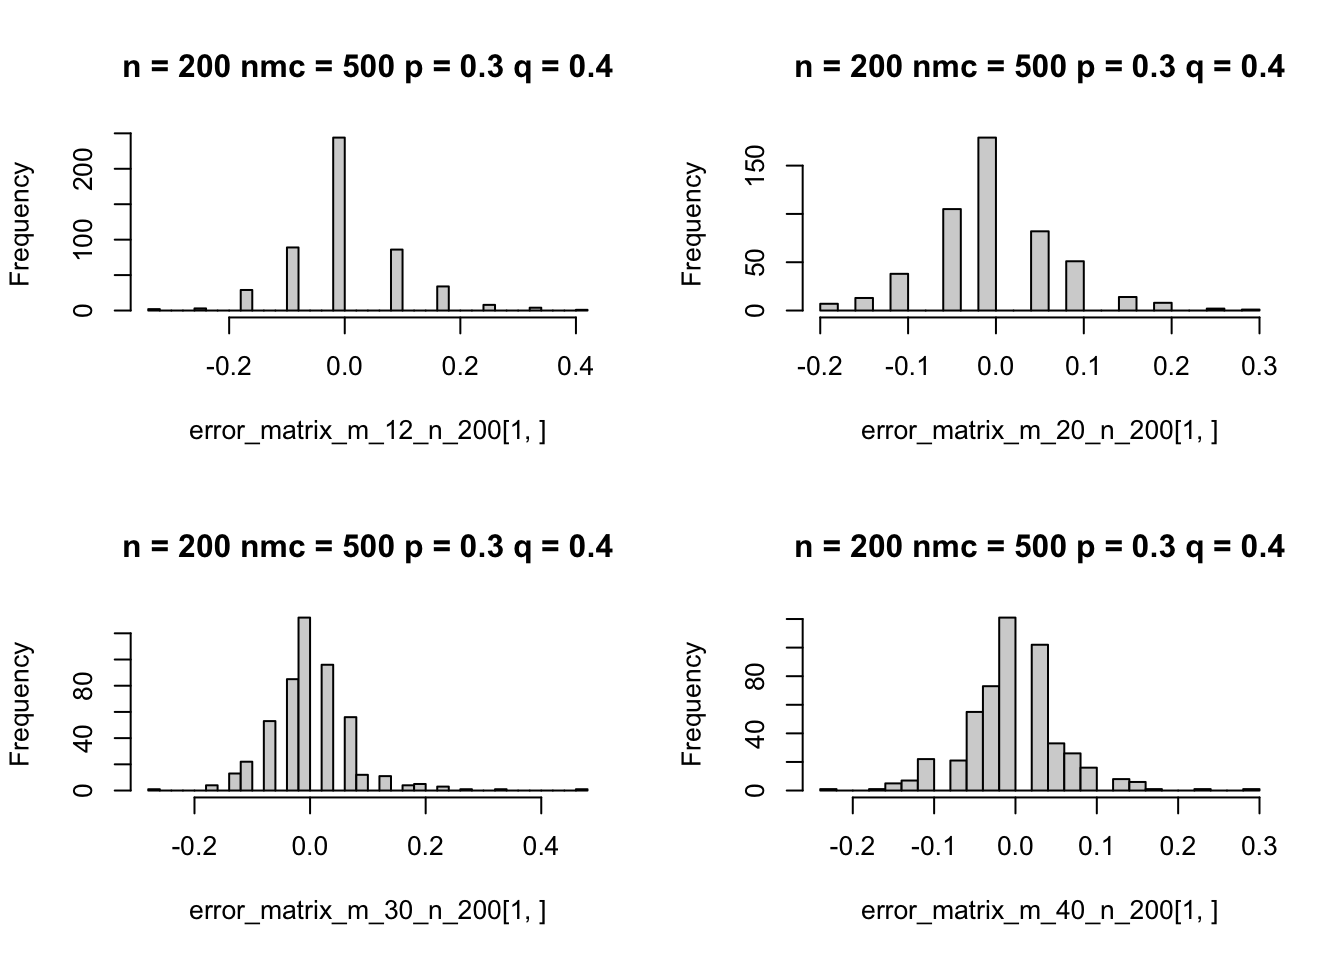 n = 200 nmc = 500 p = 0.3 q = 0.4
Frequency
0 100 200
-0.2 0.0 0.2 0.4
error_matrix_m_12_n_200[1, ]
n = 200 nmc = 500 p = 0.3 q = 0.4
Frequency
0 50 150
-0.2 -0.1 0.0 0.1 0.2 0.3
error_matrix_m_20_n_200[1, ]
n = 200 nmc = 500 p = 0.3 q = 0.4
Frequency
0 40 80
-0.2 0.0 0.2 0.4
error_matrix_m_30_n_200[1, ]
n = 200 nmc = 500 p = 0.3 q = 0.4
Frequency
0 40 80
-0.2 -0.1 0.0 0.1 0.2 0.3
error_matrix_m_40_n_200[1, ]